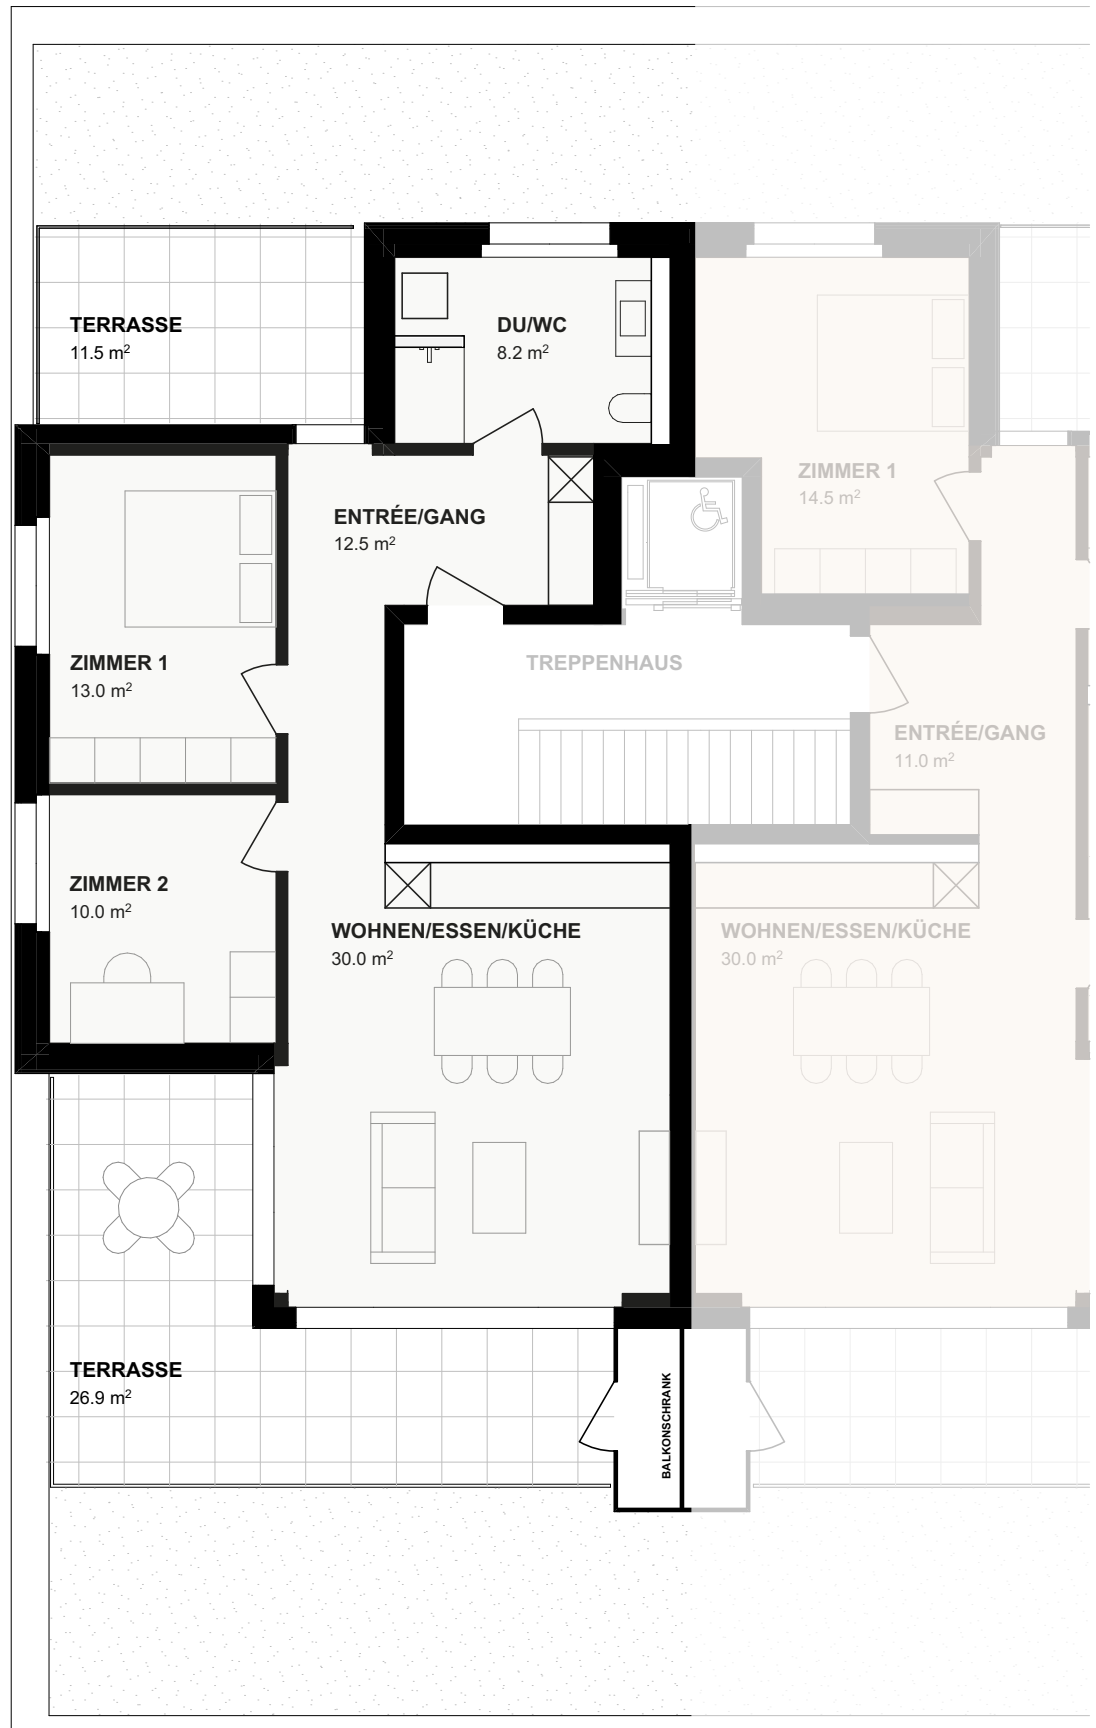 TERRASSE
11.5 m²
DU/WC
8.2 m²
ZIMMER 1
14.5 m²
ENTRÉE/GANG
12.5 m²
ZIMMER 1
13.0 m²
TREPPENHAUS
ENTRÉE/GANG
11.0 m²
ZIMMER 2
10.0 m²
WOHNEN/ESSEN/KÜCHE
30.0 m²
WOHNEN/ESSEN/KÜCHE
30.0 m²
TERRASSE
26.9 m²
BALKONSCHRANK